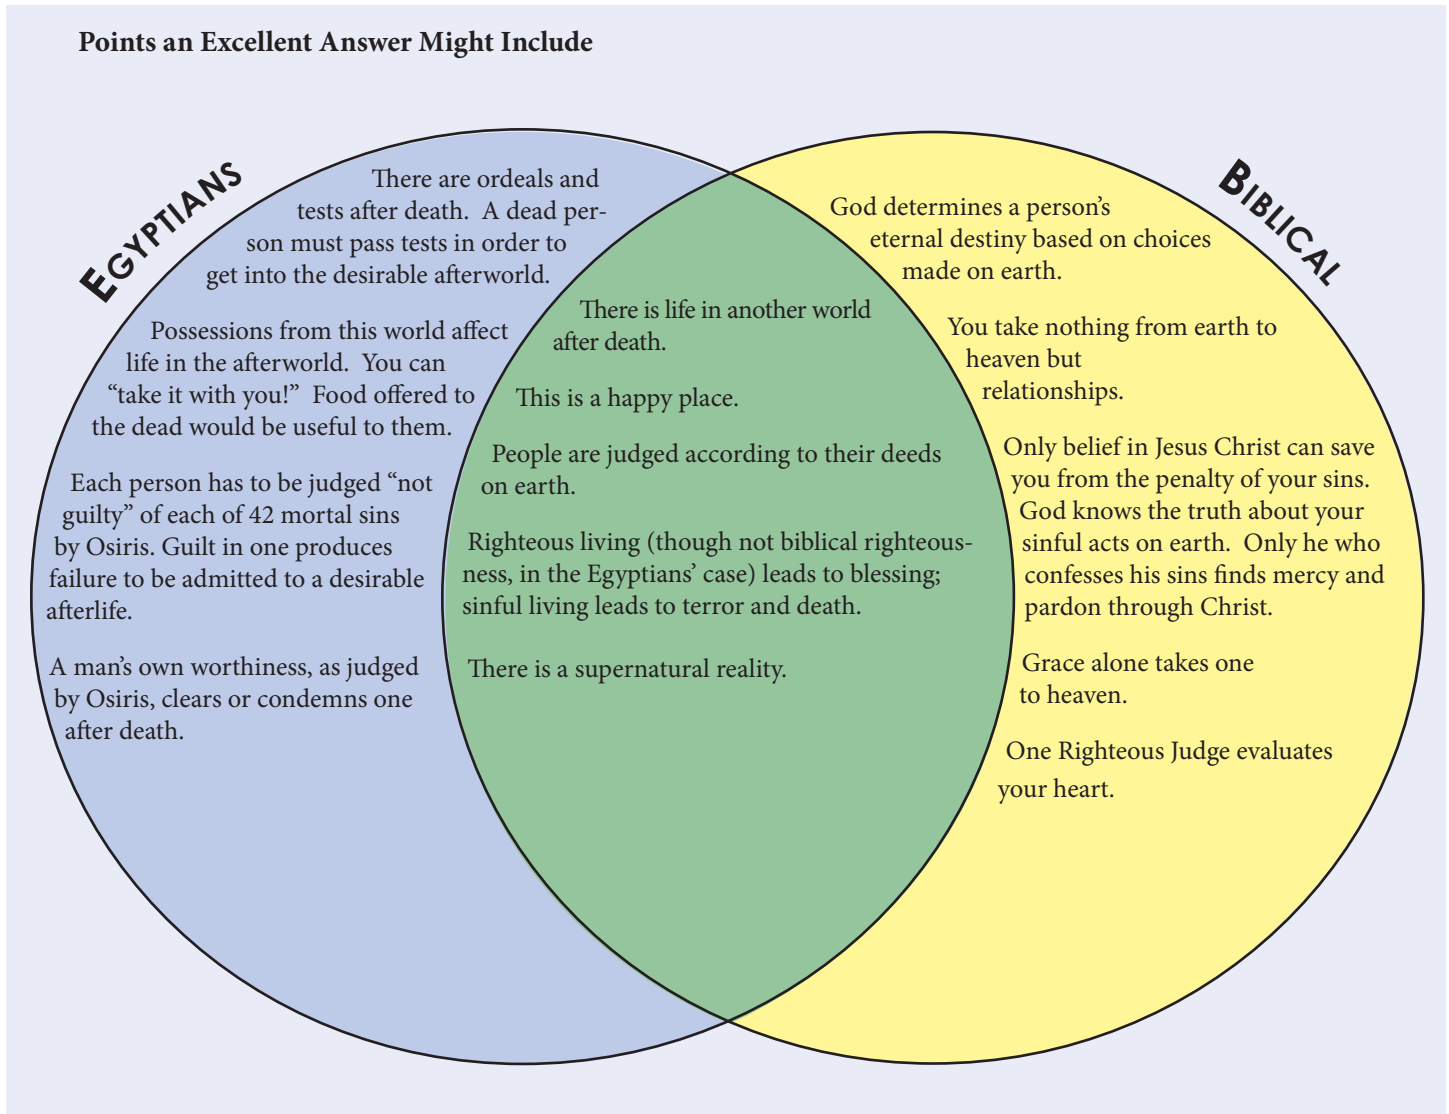 Points an Excellent Answer Might Include
EGYPTIANS
There are ordeals and
tests after death. A dead per-
son must pass tests in order to
get into the desirable afterworld.
Possessions from this world affect
life in the afterworld. You can
“take it with you!” Food offered to
the dead would be useful to them.
Each person has to be judged “not
guilty” of each of 42 mortal sins
by Osiris. Guilt in one produces
failure to be admitted to a desirable
afterlife.
A man’s own worthiness, as judged
by Osiris, clears or condemns one
after death.
There is life in another world
after death.
This is a happy place.
People are judged according to their deeds
on earth.
Righteous living (though not biblical righteous-
ness, in the Egyptians’ case) leads to blessing;
sinful living leads to terror and death.
There is a supernatural reality.
BIBLICAL
God determines a person’s
eternal destiny based on choices
made on earth.
You take nothing from earth to
heaven but
relationships.
Only belief in Jesus Christ can save
you from the penalty of your sins.
God knows the truth about your
sinful acts on earth. Only he who
confesses his sins finds mercy and
pardon through Christ.
Grace alone takes one
to heaven.
One Righteous Judge evaluates
your heart.